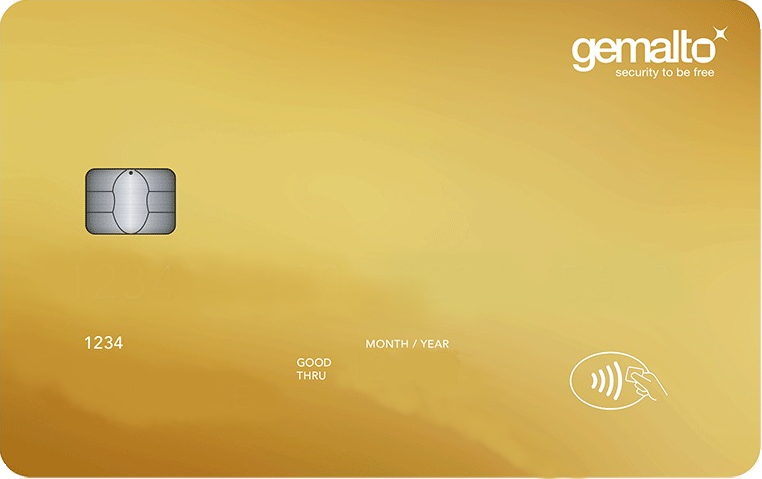 gemalto
security to be free
1234
MONTH / YEAR
GOOD
THRU